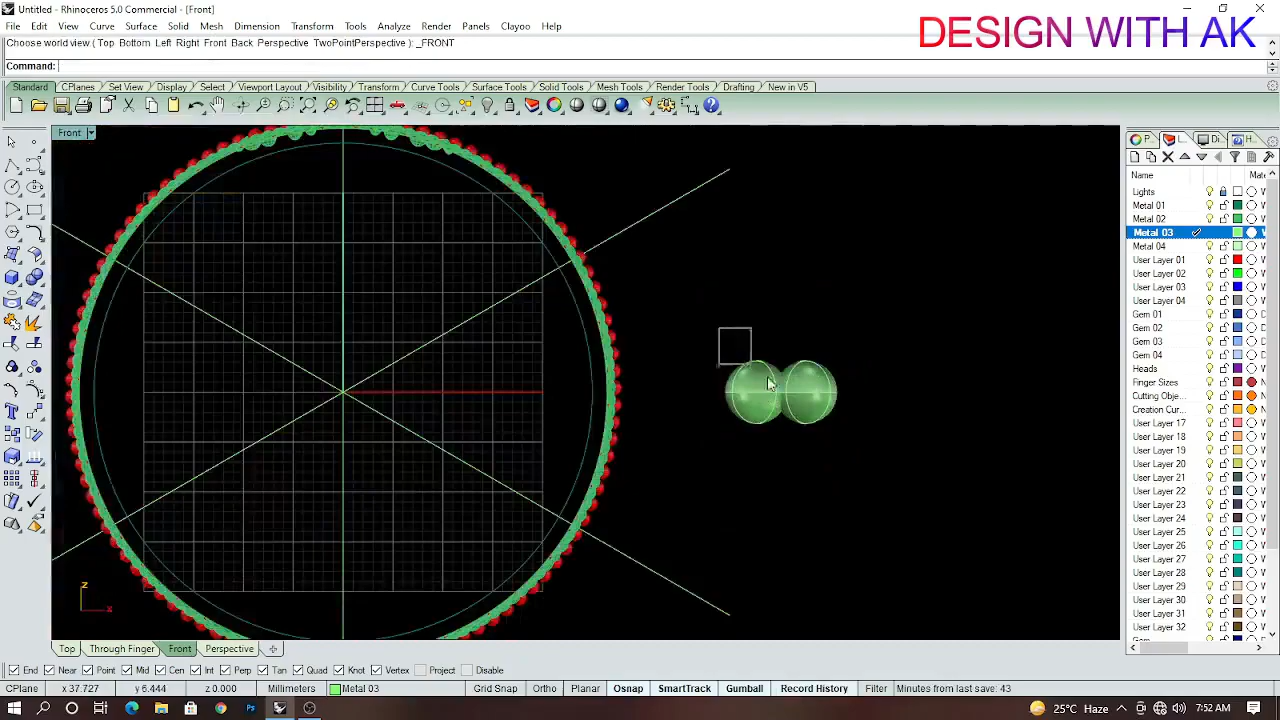 Untitled - Rhinoceros 5.0 Commercial - [Front]
DESIGN WITH AK
File Edit View Curve Surface Solid Mesh Dimension Transform Tools Analyze Render Panels Clayoo Help
Choose world view ( Top Bottom Left Right Front Back Perspective TwoPointPerspective ): _FRONT
Command:
Standard CPlanes Set View Display Select Viewport Layout Visibility Transform Curve Tools Surface Tools Solid Tools Mesh Tools Render Tools Drafting New in V5
Front
P... L... Di... H...
Name Mate
Lights
Metal 01
Metal 02
Metal 03
Metal 04
User Layer 01
User Layer 02
User Layer 03
User Layer 04
Gem 01
Gem 02
Gem 03
Gem 04
Heads
Finger Sizes
Cutting Obje...
Creation Cur...
User Layer 17
User Layer 18
User Layer 19
User Layer 20
User Layer 21
User Layer 22
User Layer 23
User Layer 24
User Layer 25
User Layer 26
User Layer 27
User Layer 28
User Layer 29
User Layer 30
User Layer 31
User Layer 32
z
x
Top Through Finger Front Perspective
End Near Point Mid Cen Int Perp Tan Quad Knot Vertex Project Disable
CPlane x 37.727 y 5.444 z 0.000 Millimeters Metal 03 Grid Snap Ortho Planar Osnap SmartTrack Gumball Record History Filter Minutes from last save: 43
25°C Haze 7:52 AM